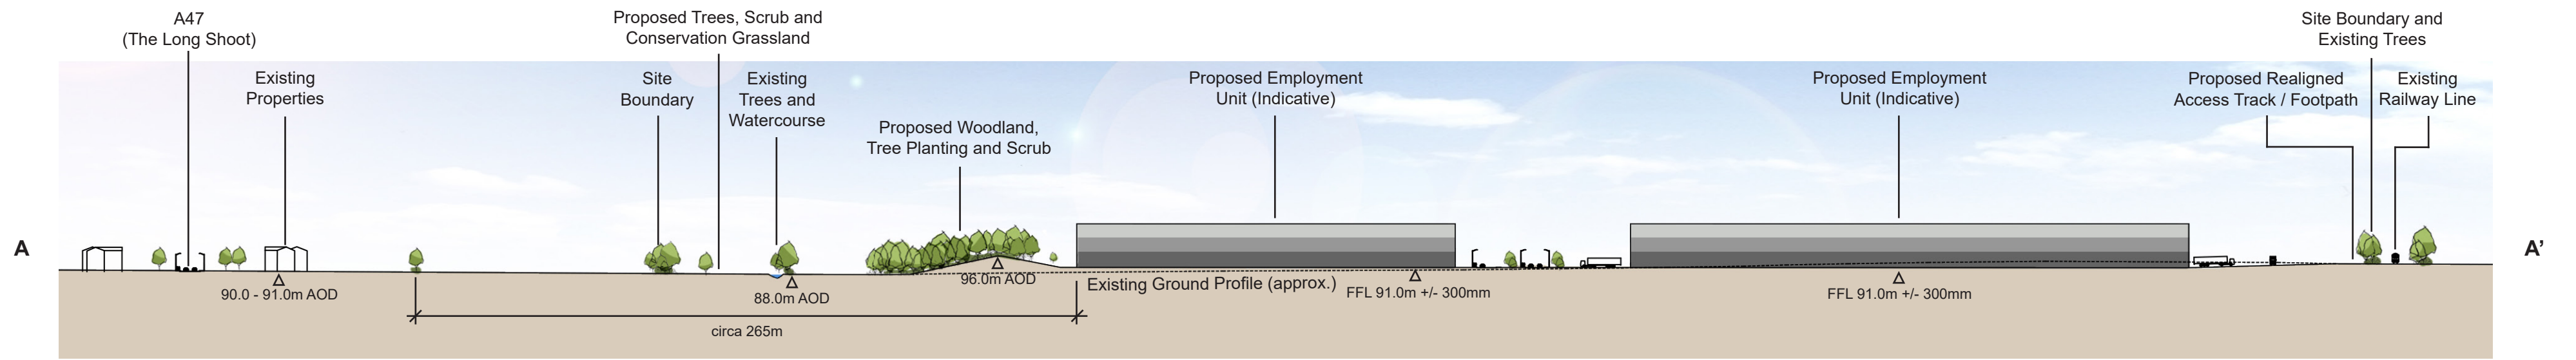 A47
(The Long Shoot)
Existing
Properties
Proposed Trees, Scrub and
Conservation Grassland
Site
Boundary
Existing
Trees and
Watercourse
Proposed Woodland,
Tree Planting and Scrub
Proposed Employment
Unit (Indicative)
Proposed Employment
Unit (Indicative)
Proposed Realigned
Access Track / Footpath
Site Boundary and
Existing Trees
Existing
Railway Line
A
A’
90.0 - 91.0m AOD
88.0m AOD
96.0m AOD
Existing Ground Profile (approx.)
FFL 91.0m +/- 300mm
FFL 91.0m +/- 300mm
circa 265m